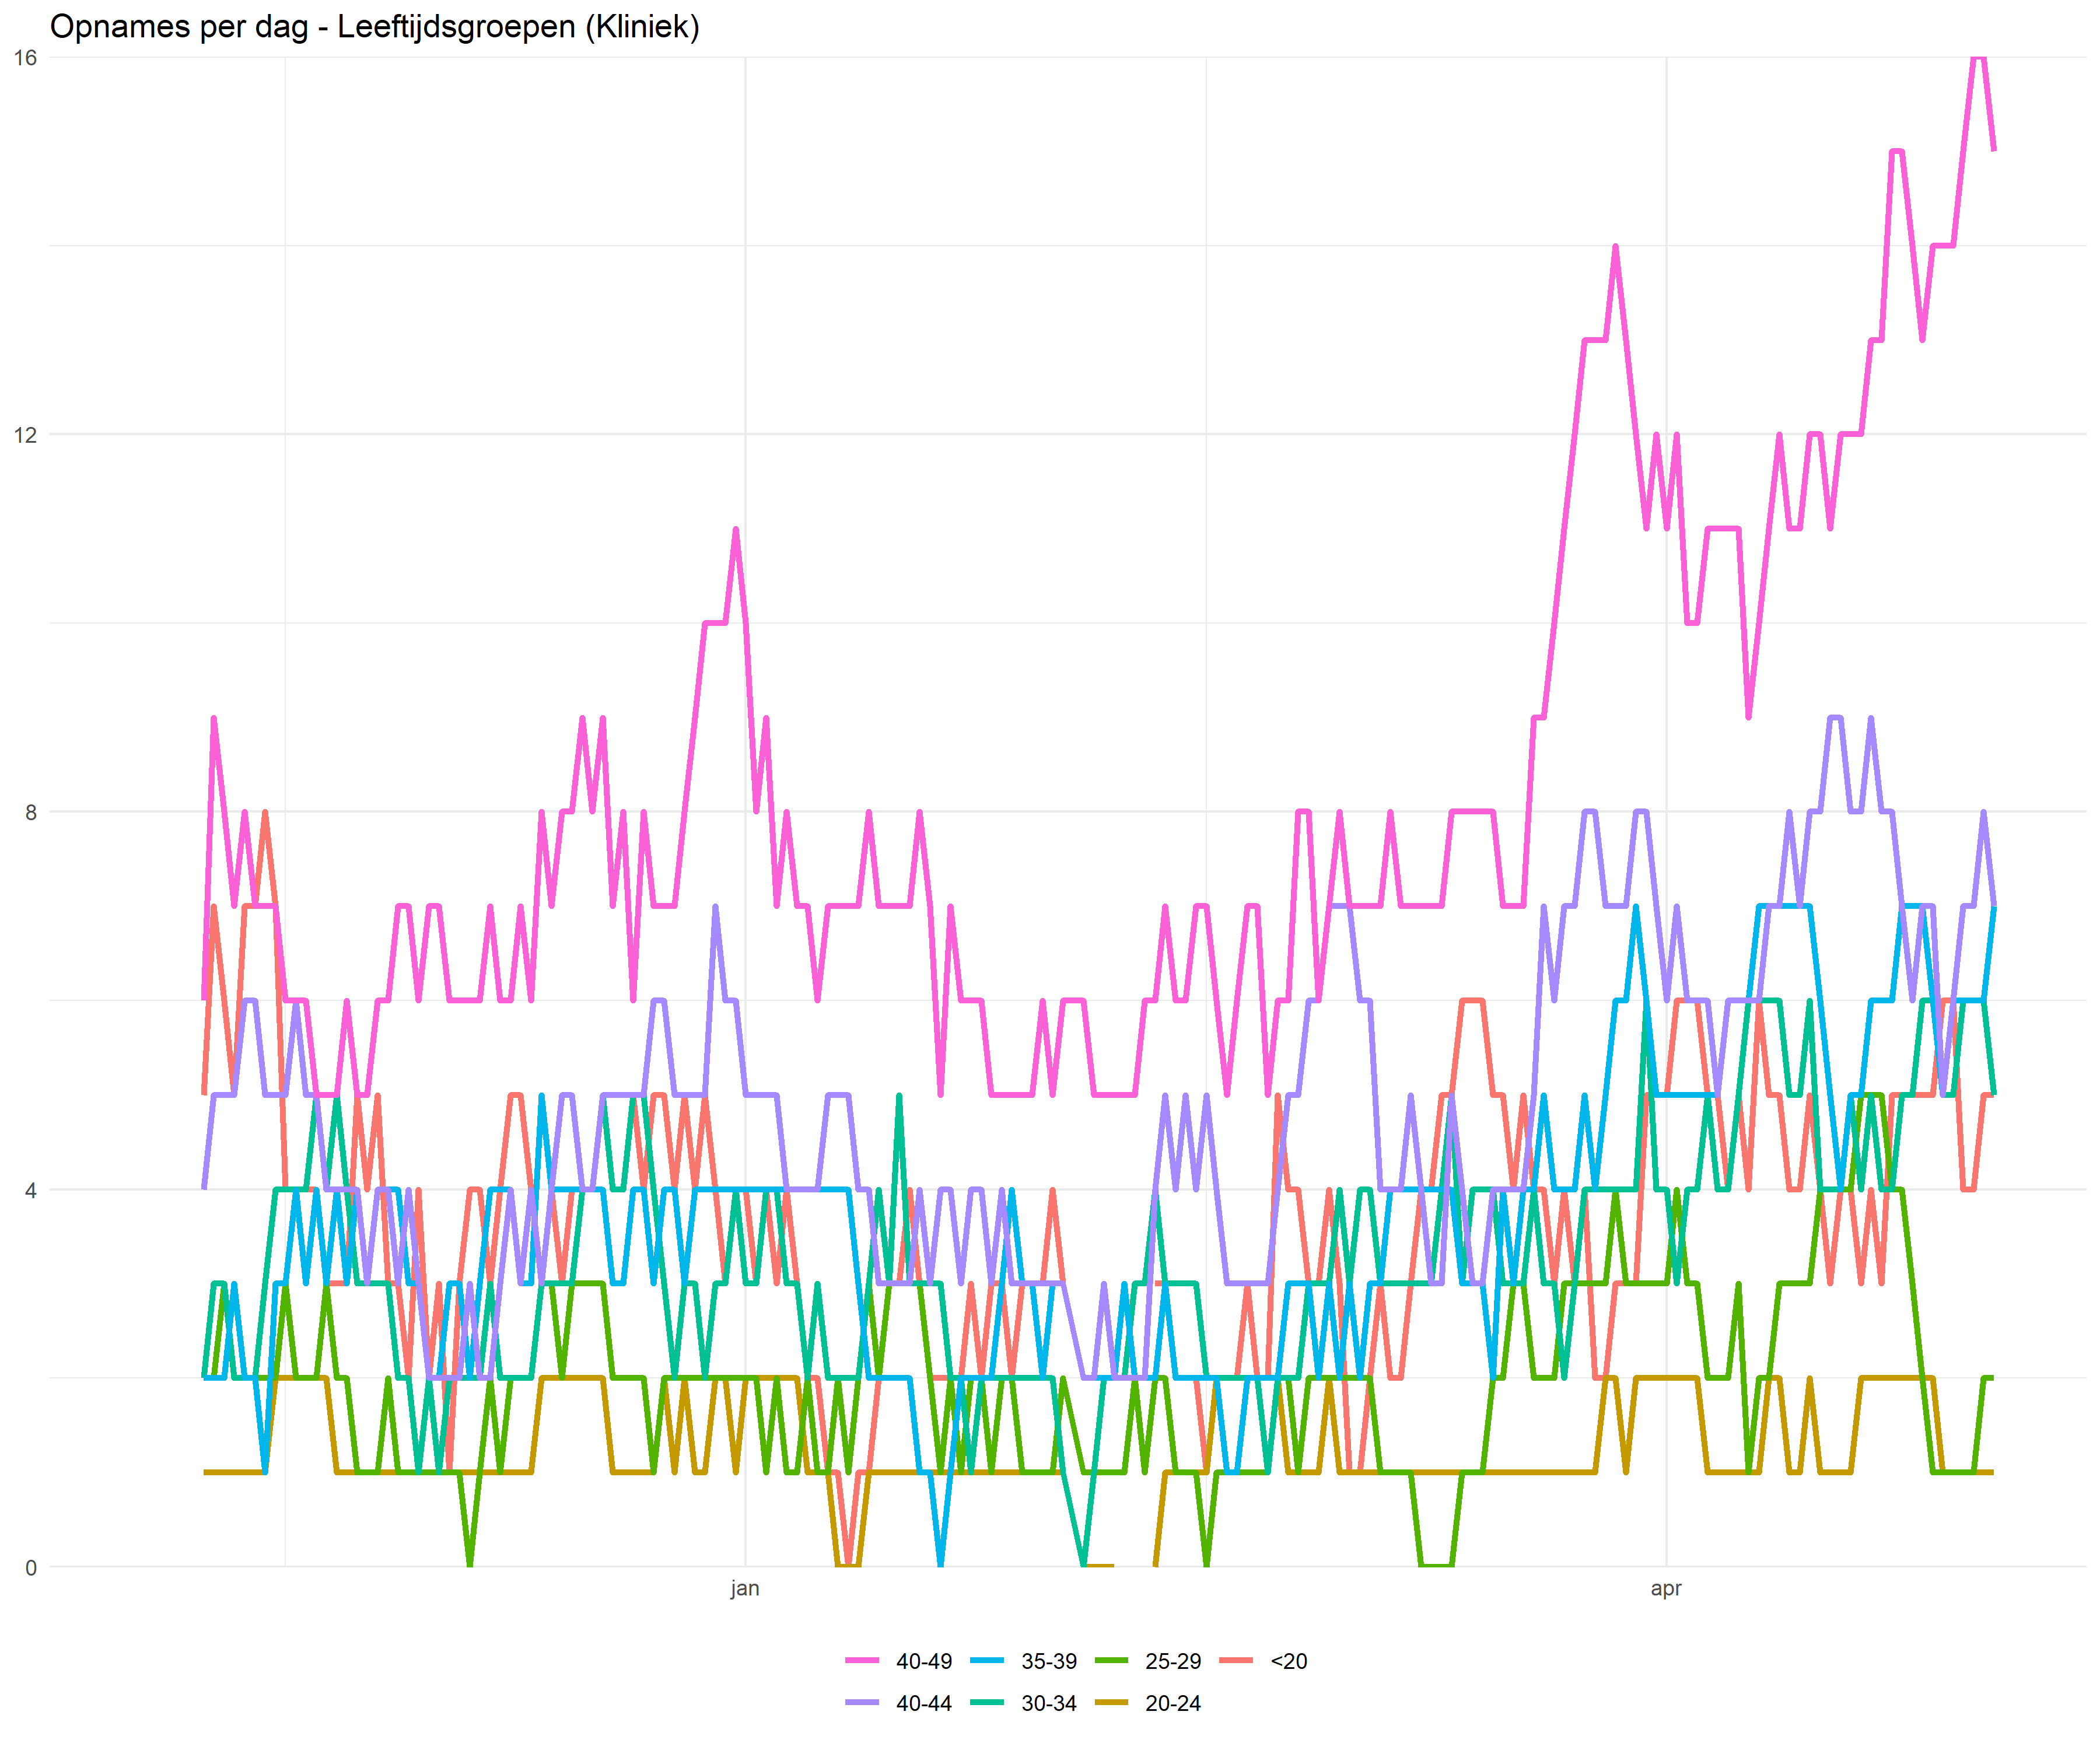 Opnames per dag - Leeftijdsgroepen (Kliniek)
16
12
8
4
0
jan apr
40-49 35-39 25-29 <20
40-44 30-34 20-24